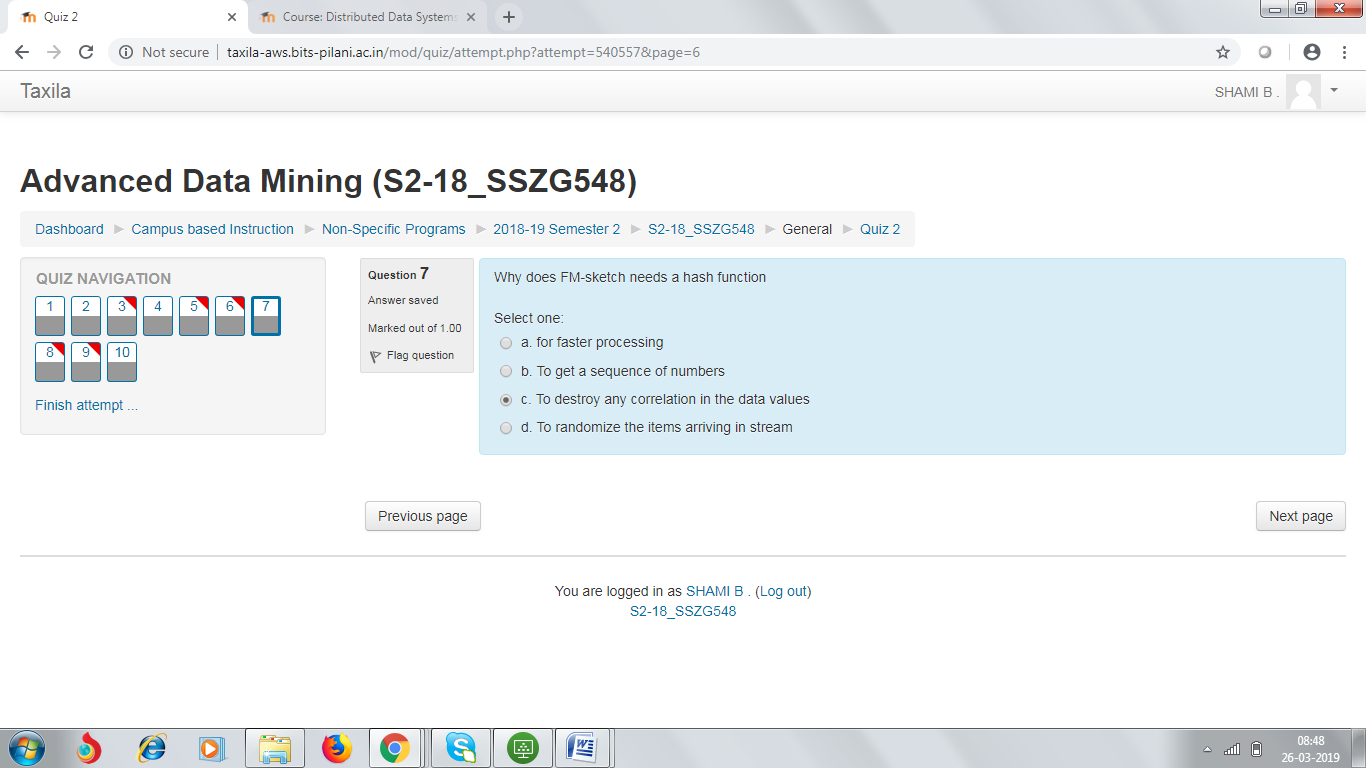 Quiz 2
Course: Distributed Data Systems
Not secure
taxila-aws.bits-pilani.ac.in/mod/quiz/attempt.php?attempt=540557&page=6
Taxila
SHAMI B .
Advanced Data Mining (S2-18_SSZG548)
Dashboard ► Campus based Instruction ► Non-Specific Programs ► 2018-19 Semester 2 ► S2-18_SSZG548 ► General ► Quiz 2
QUIZ NAVIGATION
1 2 3 4 5 6 7
8 9 10
Finish attempt ...
Question 7
Answer saved
Marked out of 1.00
Flag question
Why does FM-sketch needs a hash function
Select one:
a. for faster processing
b. To get a sequence of numbers
c. To destroy any correlation in the data values
d. To randomize the items arriving in stream
Previous page
Next page
You are logged in as SHAMI B . (Log out)
S2-18_SSZG548
08:48
26-03-2019